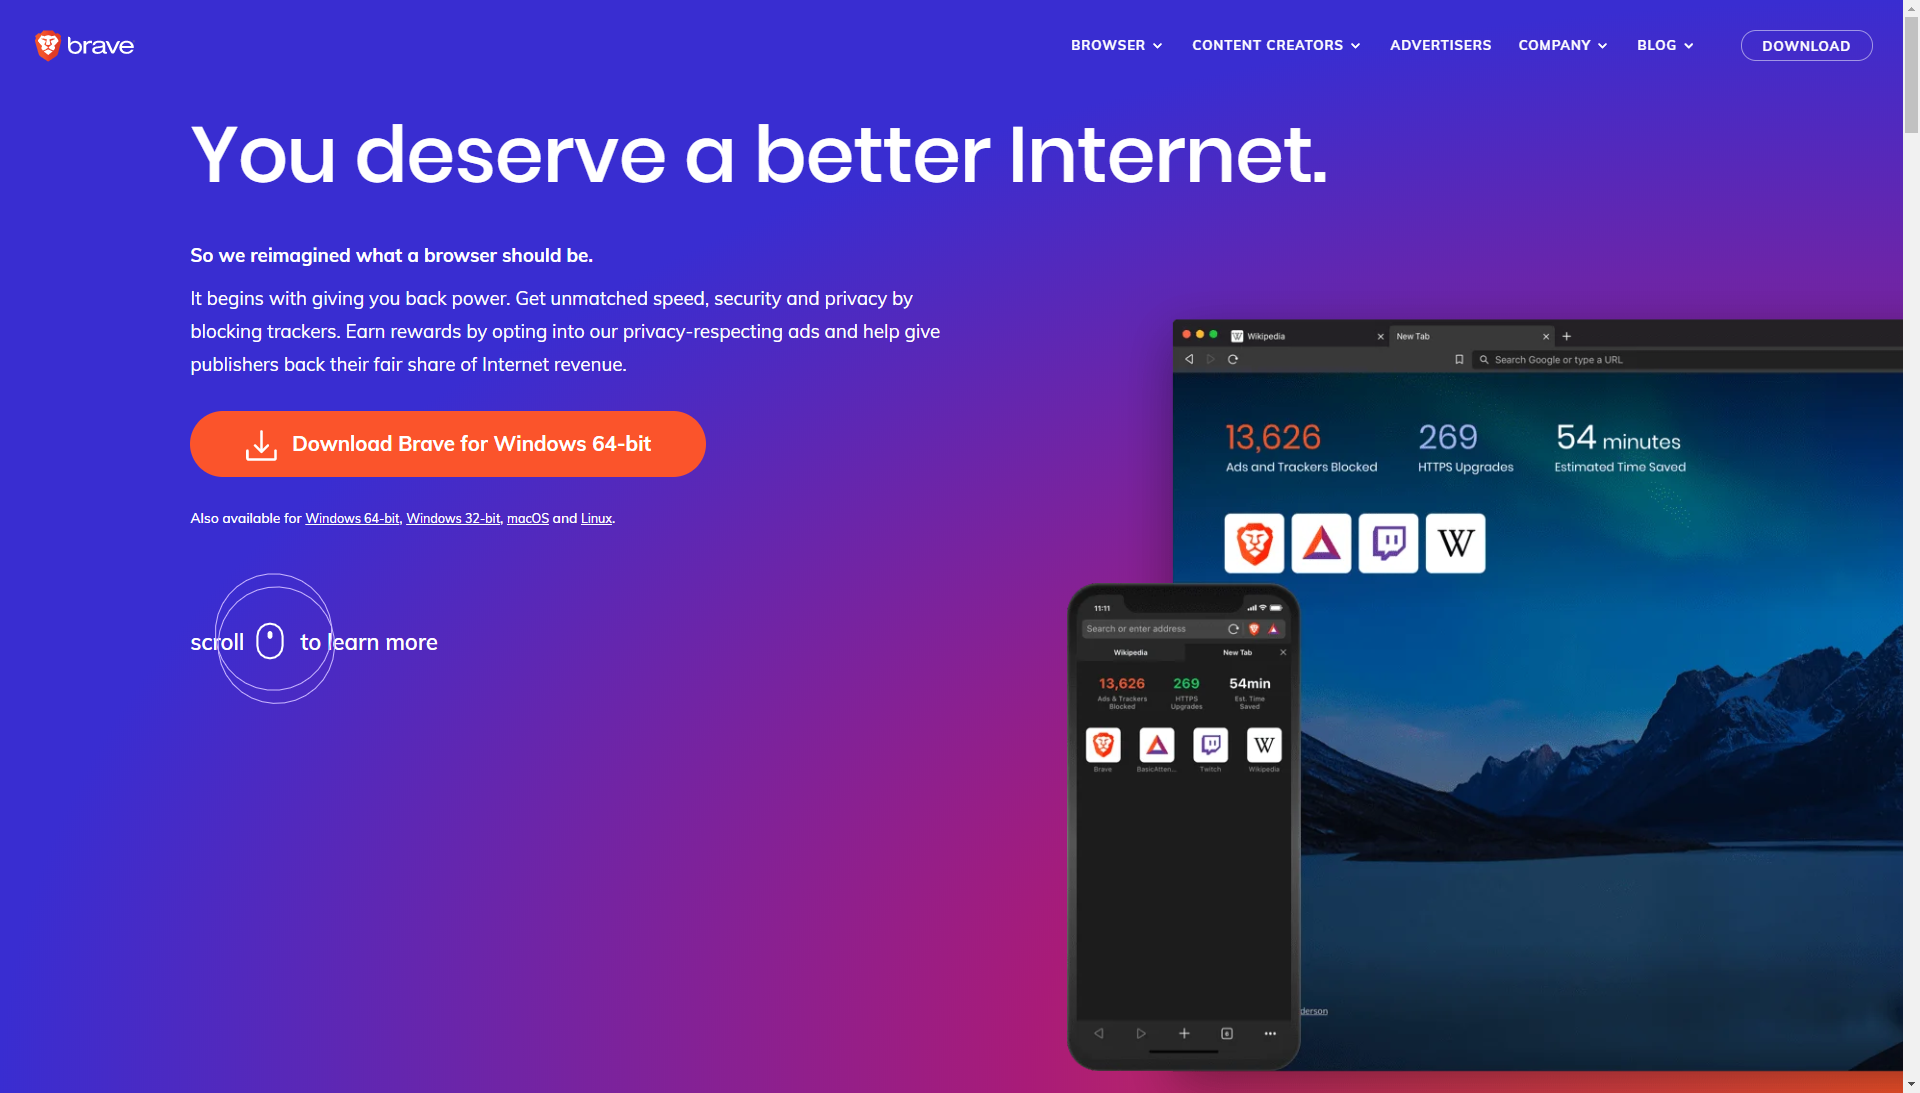 brave
BROWSER
CONTENT CREATORS
ADVERTISERS
COMPANY
BLOG
DOWNLOAD
You deserve a better Internet.
So we reimagined what a browser should be.
It begins with giving you back power. Get unmatched speed, security and privacy by
blocking trackers. Earn rewards by opting into our privacy-respecting ads and help give
publishers back their fair share of Internet revenue.
Download Brave for Windows 64-bit
Also available for Windows 64-bit, Windows 32-bit, macOS and Linux.
scroll to learn more
W Wikipedia
New Tab
Search Google or type a URL
13,626
Ads and Trackers Blocked
269
HTTPS Upgrades
54 minutes
Estimated Time Saved
W
11:11
Search or enter address
Wikipedia
New Tab
13,626
Ads & Trackers
Blocked
269
HTTPS
Upgrades
54min
Est. Time
Saved
W
Brave
BasicAtten...
Twitch
Wikipedia
derson